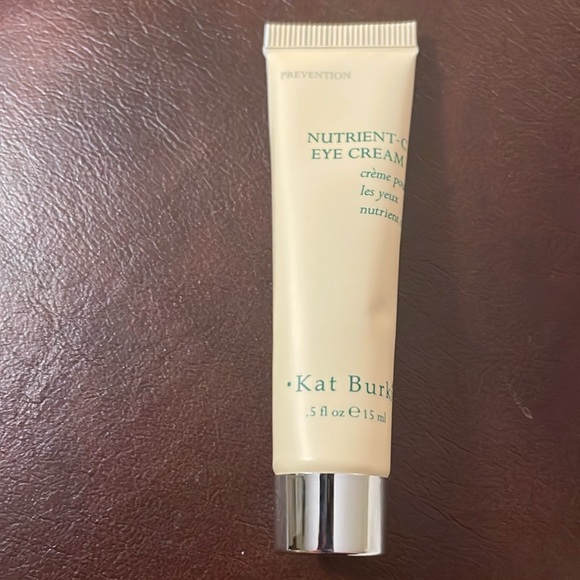 PREVENTION
NUTRIENT-C
EYE CREAM
crème po
les yeux
nutrient
·Kat Burk
.5 fl oz ℮ 15 ml